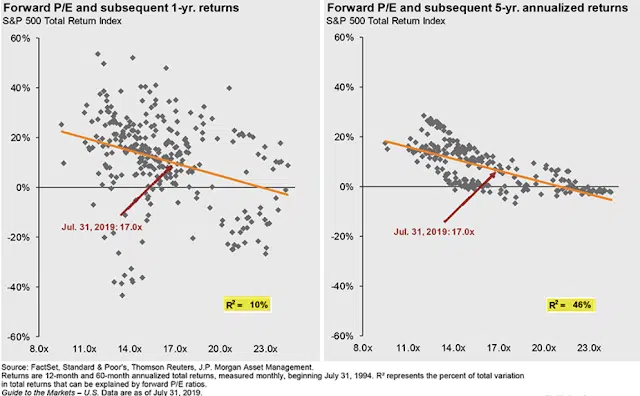 Forward P/E and subsequent 1-yr. returns
S&P 500 Total Return Index
60%
40%
20%
0%
-20%
-40%
-60%
8.0x 11.0x 14.0x 17.0x 20.0x 23.0x
Jul. 31, 2019: 17.0x
R² = 10%
Forward P/E and subsequent 5-yr. annualized returns
S&P 500 Total Return Index
60%
40%
20%
0%
-20%
-40%
-60%
8.0x 11.0x 14.0x 17.0x 20.0x 23.0x
Jul. 31, 2019: 17.0x
R² = 46%
Source: FactSet, Standard & Poor's, Thomson Reuters, J.P. Morgan Asset Management.
Returns are 12-month and 60-month annualized total returns, measured monthly, beginning July 31, 1994. R² represents the percent of total variation
in total returns that can be explained by forward P/E ratios.
Guide to the Markets – U.S. Data are as of July 31, 2019.